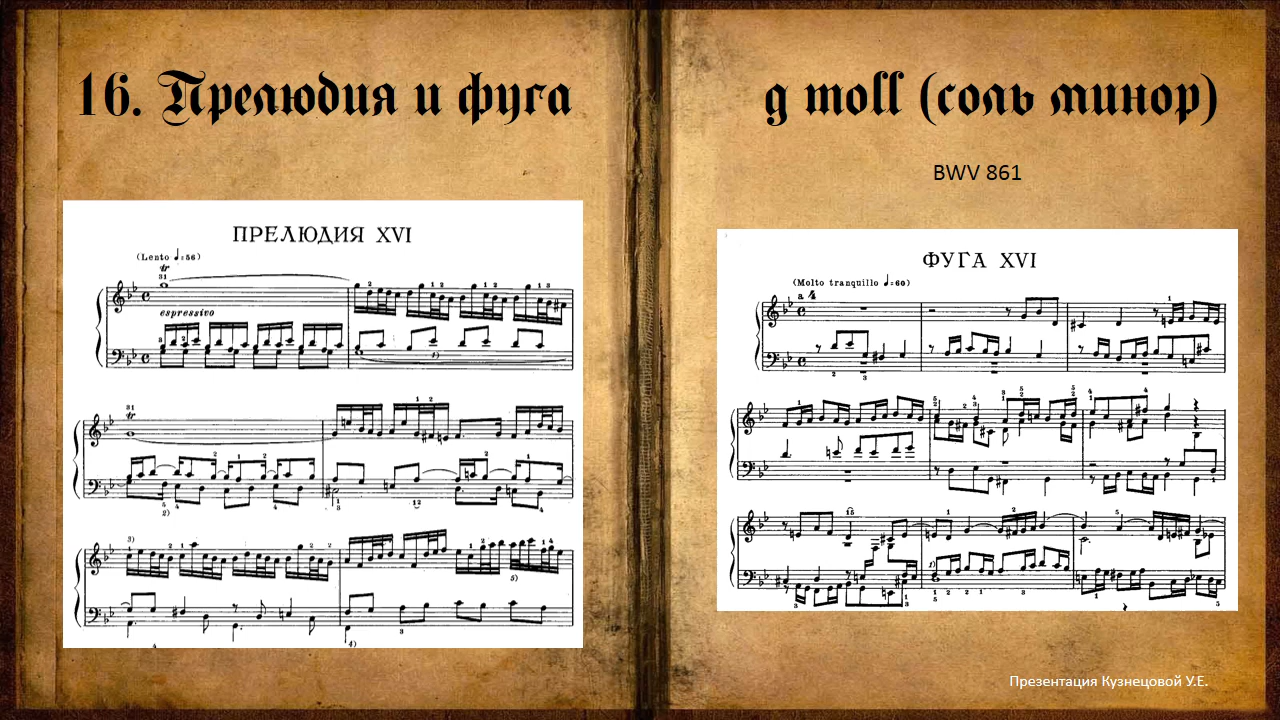 16. Прелюдия и фуга
g moll (соль минор)
BWV 861
ПРЕЛЮДИЯ XVI
(Lento ♩=56)
espressivo
ФУГА XVI
(Molto tranquillo ♩=60)
a 4
Презентация Кузнецовой У.Е.